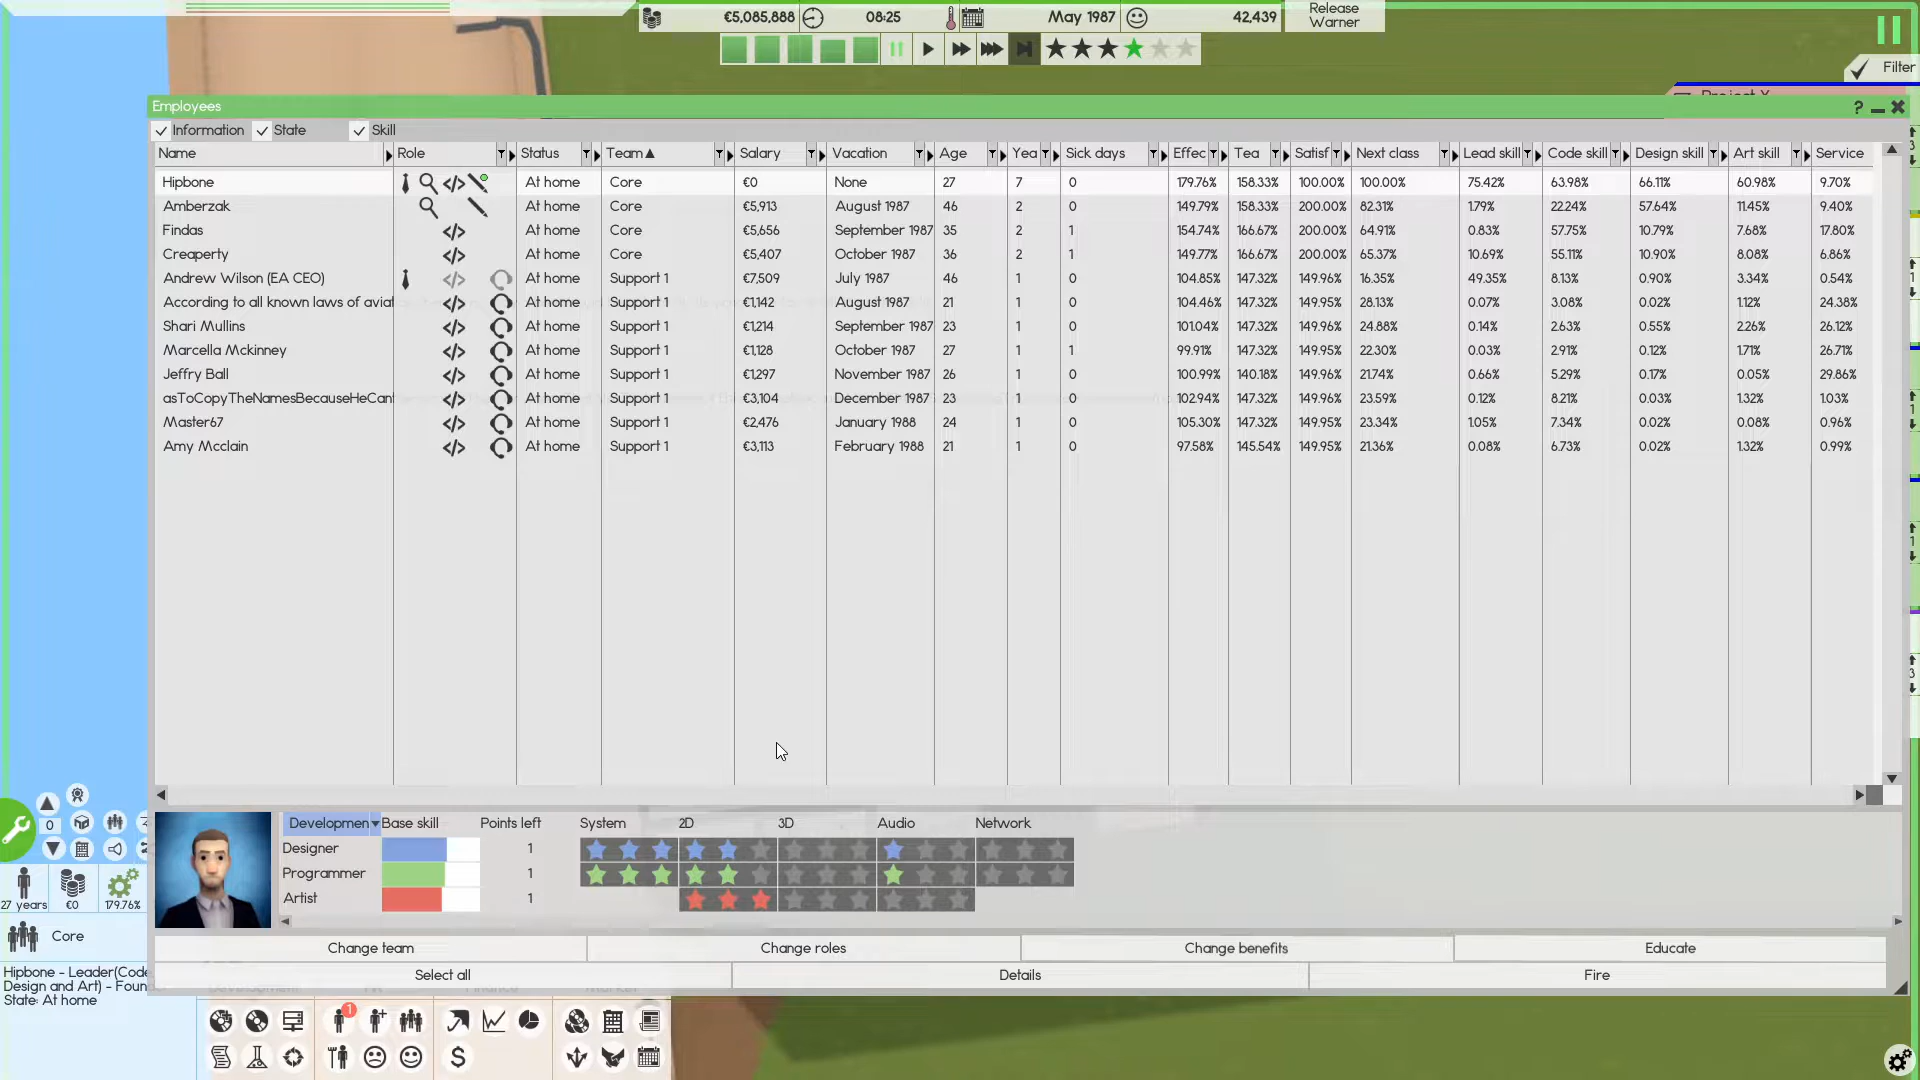 €5,085,888 08:25 May 1987 42,439 Release Warner
Filter
Employees ?
Information State Skill
Name Role Status Team▲ Salary Vacation Age Yea Sick days Effec Tea Satisf Next class Lead skill Code skill Design skill Art skill Service
Hipbone At home Core €0 None 27 7 0 179.76% 158.33% 100.00% 100.00% 75.42% 63.98% 66.11% 60.98% 9.70%
Amberzak At home Core €5,913 August 1987 46 2 0 149.79% 158.33% 200.00% 82.31% 1.79% 22.24% 57.64% 11.45% 9.40%
Findas At home Core €5,656 September 1987 35 2 1 154.74% 166.67% 200.00% 64.91% 0.83% 57.75% 10.79% 7.68% 17.80%
Creaperty At home Core €5,407 October 1987 36 2 1 149.77% 166.67% 200.00% 65.37% 10.69% 55.11% 10.90% 8.08% 6.86%
Andrew Wilson (EA CEO) At home Support 1 €7,509 July 1987 46 1 0 104.85% 147.32% 149.96% 16.35% 49.35% 8.13% 0.90% 3.34% 0.54%
According to all known laws of aviat At home Support 1 €1,142 August 1987 21 1 0 104.46% 147.32% 149.95% 28.13% 0.07% 3.08% 0.02% 1.12% 24.38%
Shari Mullins At home Support 1 €1,214 September 1987 23 1 0 101.04% 147.32% 149.96% 24.88% 0.14% 2.63% 0.55% 2.26% 26.12%
Marcella Mckinney At home Support 1 €1,128 October 1987 27 1 1 99.91% 147.32% 149.95% 22.30% 0.03% 2.91% 0.12% 1.71% 26.71%
Jeffry Ball At home Support 1 €1,297 November 1987 26 1 0 100.99% 140.18% 149.96% 21.74% 0.66% 5.29% 0.17% 0.05% 29.86%
asToCopyTheNamesBecauseHeCant At home Support 1 €3,104 December 1987 23 1 0 102.94% 147.32% 149.96% 23.59% 0.12% 8.21% 0.03% 1.32% 1.03%
Master67 At home Support 1 €2,476 January 1988 24 1 0 105.30% 147.32% 149.95% 23.34% 1.05% 7.34% 0.02% 0.08% 0.96%
Amy Mcclain At home Support 1 €3,113 February 1988 21 1 0 97.58% 145.54% 149.95% 21.36% 0.08% 6.73% 0.02% 1.32% 0.99%
Developmen Base skill Points left System 2D 3D Audio Network
Designer 1
Programmer 1
Artist 1
0
27 years €0 179.76%
Core
Hipbone - Leader(Code
Design and Art) - Foun
State: At home
Change team Change roles Change benefits Educate
Select all Details Fire
1
$